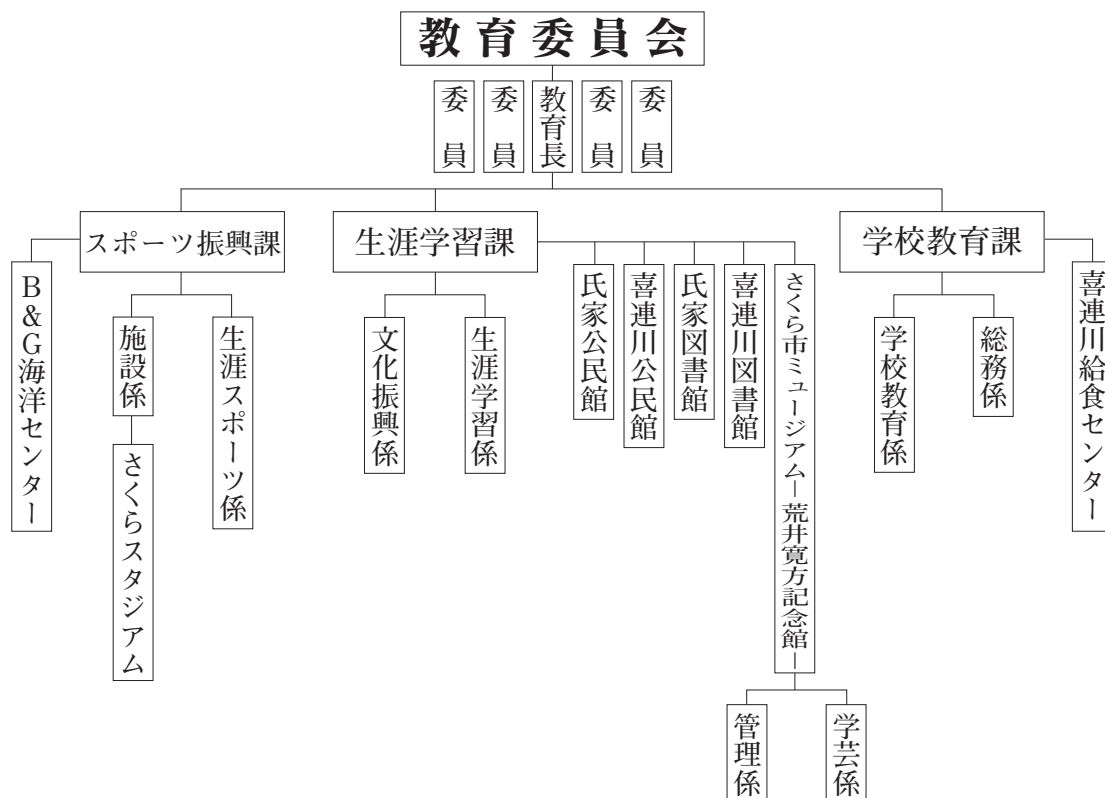 教育委員会
委員
委員
教育長
委員
委員
スポーツ振興課
生涯学習課
学校教育課
B&G海洋センター
施設係
生涯スポーツ係
さくらスタジアム
文化振興係
生涯学習係
氏家公民館
喜連川公民館
氏家図書館
喜連川図書館
さくら市ミュージアム―荒井寛方記念館―
管理係
学芸係
学校教育係
総務係
喜連川給食センター